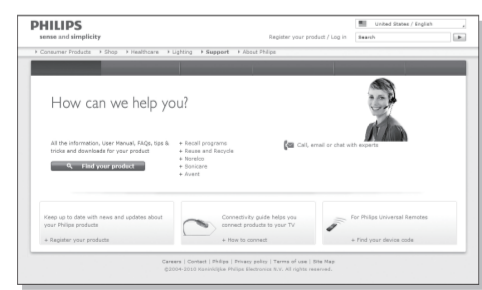 PHILIPS
sense and simplicity
United States / English
Register your product / Log in
Search
Consumer Products Shop Healthcare Lighting Support About Philips
How can we help you?
All the information, User Manual, FAQs, tips &
tricks and downloads for your product
Find your product
+ Recall programs
+ Reuse and Recycle
+ Norelco
+ Sonicare
+ Avent
Call, email or chat with experts
Keep up to date with news and updates about
your Philips products
+ Register your products
Connectivity guide helps you
connect products to your TV
+ How to connect
For Philips Universal Remotes
+ Find your device code
Careers | Contact | Philips | Privacy policy | Terms of use | Site Map
©2004-2010 Koninklijke Philips Electronics N.V. All rights reserved.